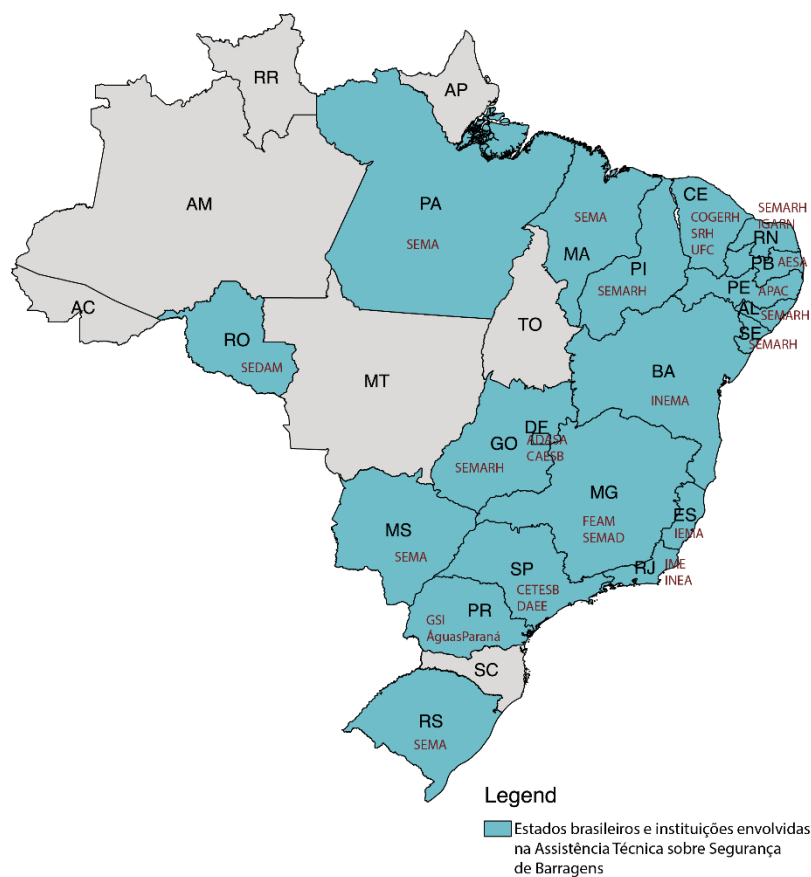 RR
AP
AM
PA
SEMA
CE
COGERH
SRH
UFC
SEMARH
IGARN
RN
SEMA
MA
PI
SEMARH
PB
AESA
PE
APAC
AL
SEMARH
SE
SEMARH
AC
RO
SEDAM
TO
MT
BA
INEMA
DF
ADASA
CAESB
GO
SEMARH
MG
FEAM
SEMAD
ES
IEMA
MS
SEMA
SP
CETESB
DAEE
RJ
IME
INEA
PR
GSI
ÁguasParaná
SC
RS
SEMA
Legend
Estados brasileiros e instituições envolvidas
na Assistência Técnica sobre Segurança
de Barragens